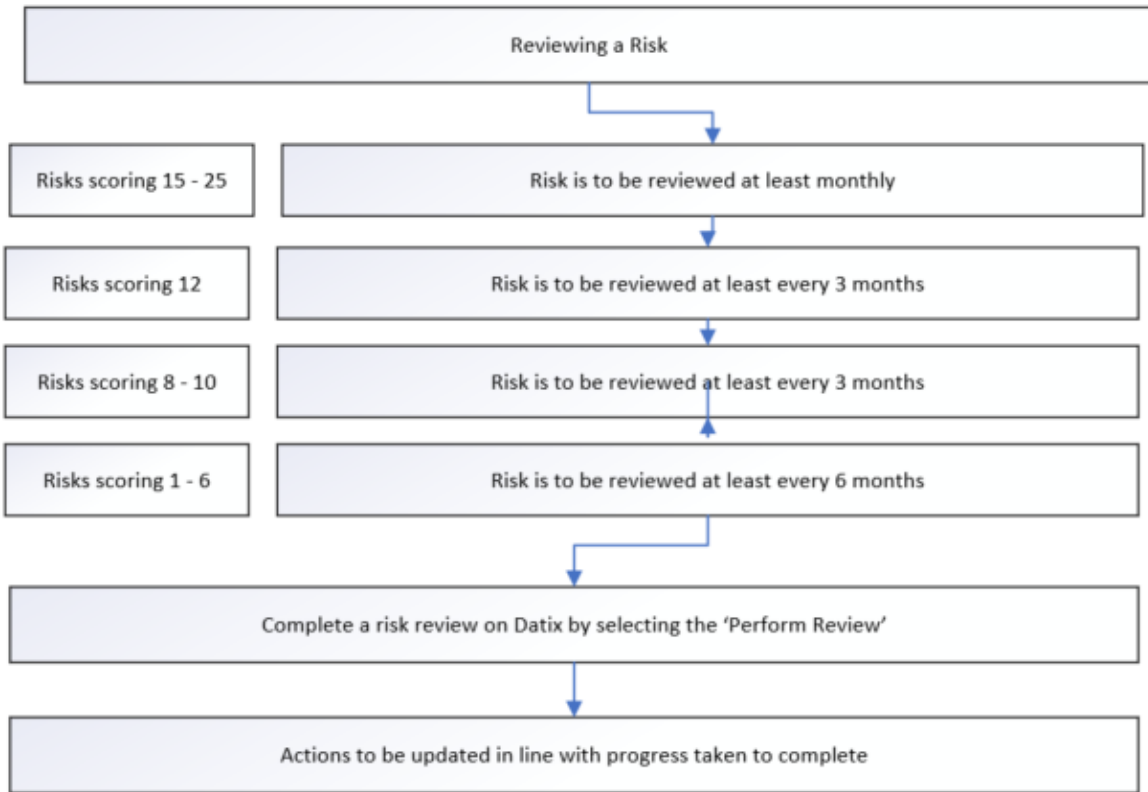 Reviewing a Risk
Risks scoring 15 - 25
Risk is to be reviewed at least monthly
Risks scoring 12
Risk is to be reviewed at least every 3 months
Risks scoring 8 - 10
Risk is to be reviewed at least every 3 months
Risks scoring 1 - 6
Risk is to be reviewed at least every 6 months
Complete a risk review on Datix by selecting the ‘Perform Review’
Actions to be updated in line with progress taken to complete